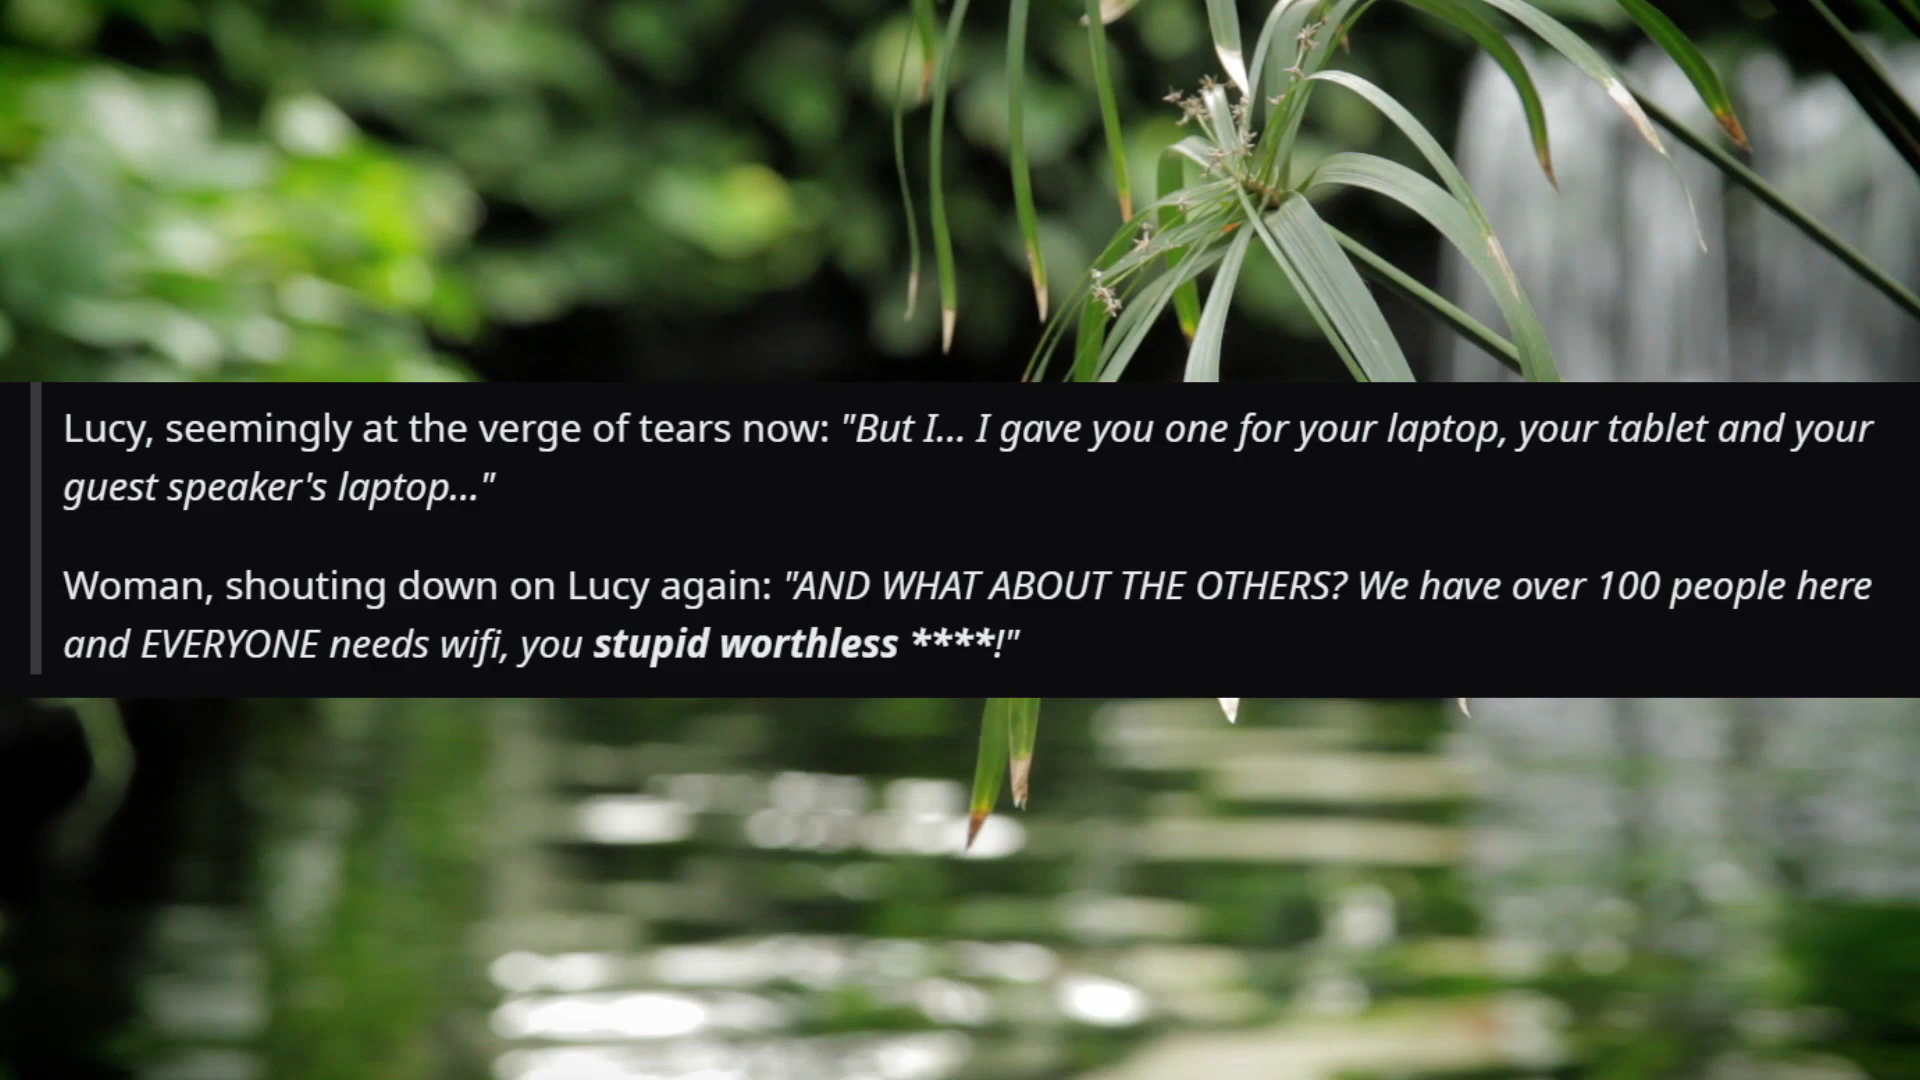 Lucy, seemingly at the verge of tears now: "But I... I gave you one for your laptop, your tablet and your
guest speaker's laptop..."
Woman, shouting down on Lucy again: "AND WHAT ABOUT THE OTHERS? We have over 100 people here
and EVERYONE needs wifi, you stupid worthless ****!"